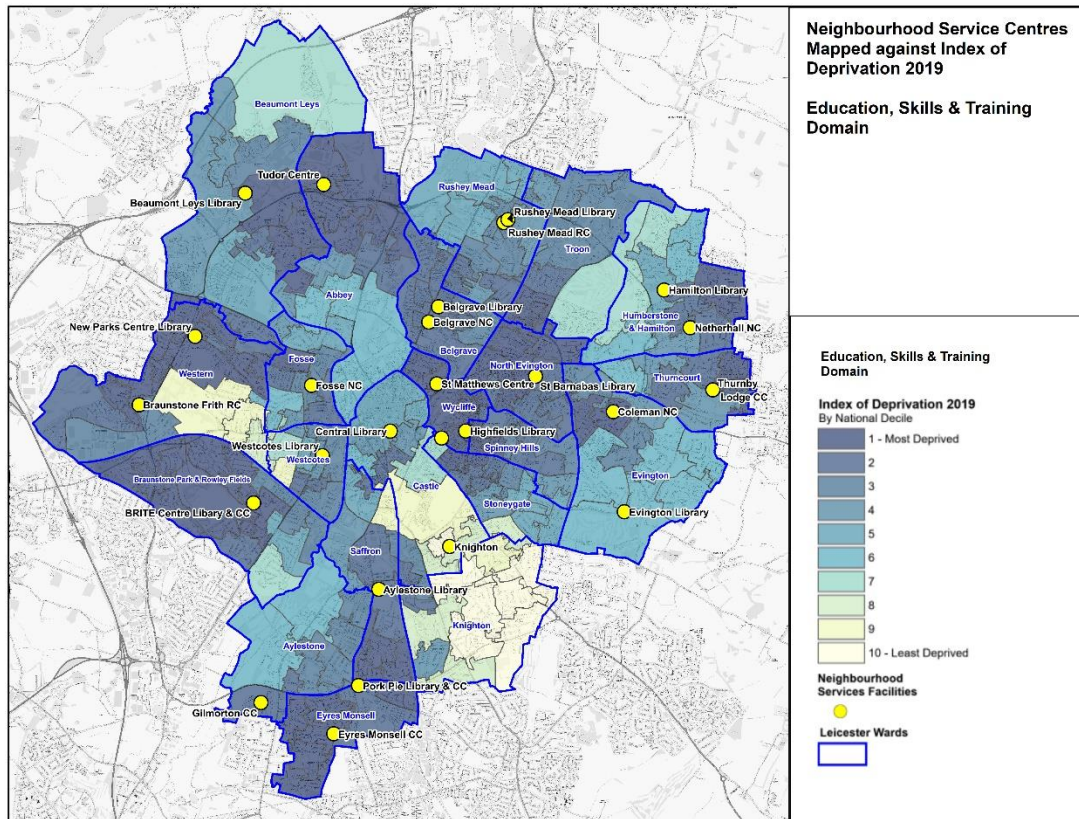 Neighbourhood Service Centres
Mapped against Index of
Deprivation 2019
Education, Skills & Training
Domain
Beaumont Leys
Tudor Centre
Beaumont Leys Library
Rushey Mead
Rushey Mead Library
Rushey Mead RC
Troon
Abbey
Hamilton Library
Belgrave Library
Humberstone
& Hamilton
Belgrave NC
Netherhall NC
New Parks Centre Library
Belgrave
Fosse
North Evington
Western
Thurncourt
Fosse NC
St Matthews Centre
St Barnabas Library
Thurnby
Lodge CC
Braunstone Frith RC
Wycliffe
Coleman NC
Central Library
Highfields Library
Westcotes Library
Spinney Hills
Westcotes
Braunstone Park & Rowley Fields
Castle
Evington
BRITE Centre Libary & CC
Stoneygate
Evington Library
Saffron
Knighton
Aylestone Library
Knighton
Aylestone
Pork Pie Library & CC
Gilmorton CC
Eyres Monsell
Eyres Monsell CC
Education, Skills & Training
Domain
Index of Deprivation 2019
By National Decile
1 - Most Deprived
2
3
4
5
6
7
8
9
10 - Least Deprived
Neighbourhood
Services Facilities
Leicester Wards